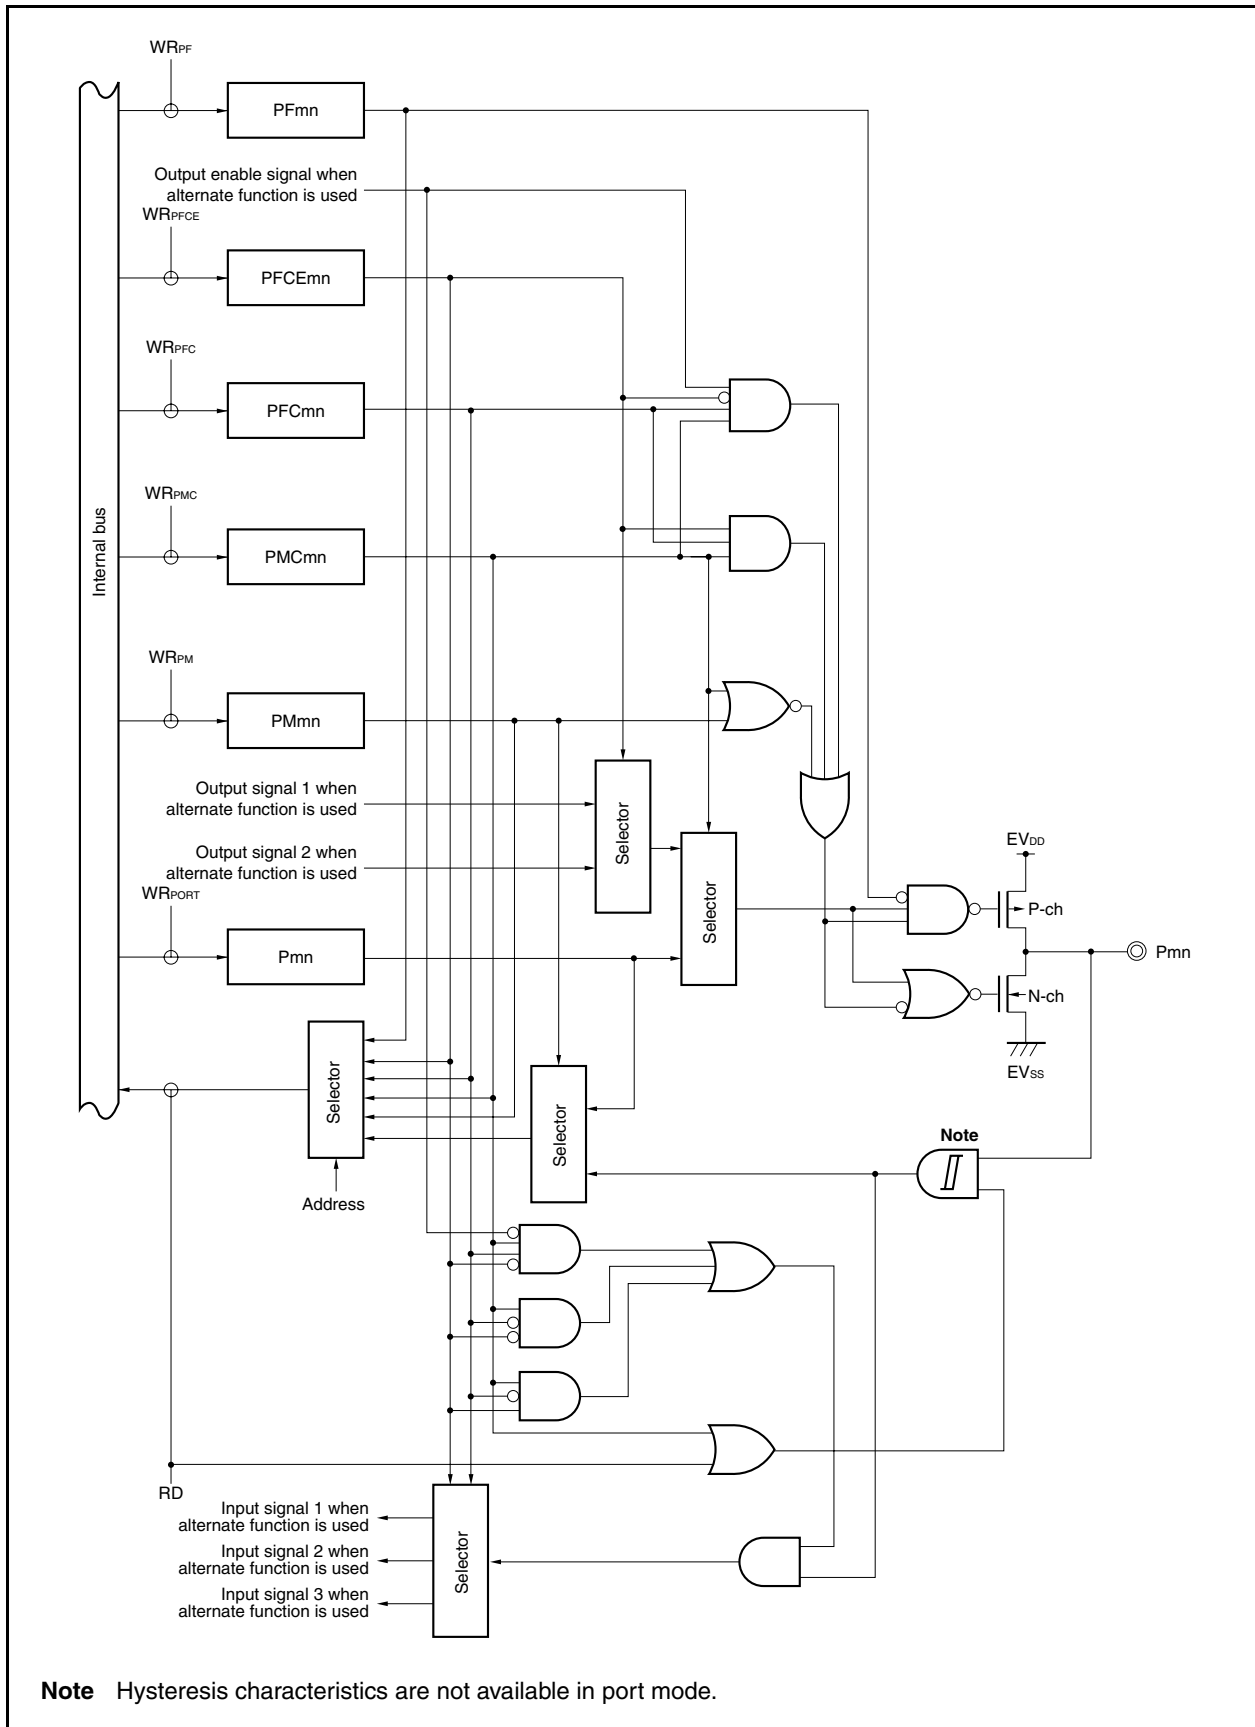 WRPF
PFmn
Output enable signal when
alternate function is used
WRPFCE
PFCEmn
WRPFC
PFCmn
WRPMC
PMCmn
Internal bus
WRPM
PMmn
Output signal 1 when
alternate function is used
Selector
Output signal 2 when
alternate function is used
Selector
WRPORT
Pmn
EVDD
P-ch
Pmn
N-ch
EVSS
Selector
Selector
Address
Note
RD
Input signal 1 when
alternate function is used
Input signal 2 when
alternate function is used
Input signal 3 when
alternate function is used
Selector
Note Hysteresis characteristics are not available in port mode.